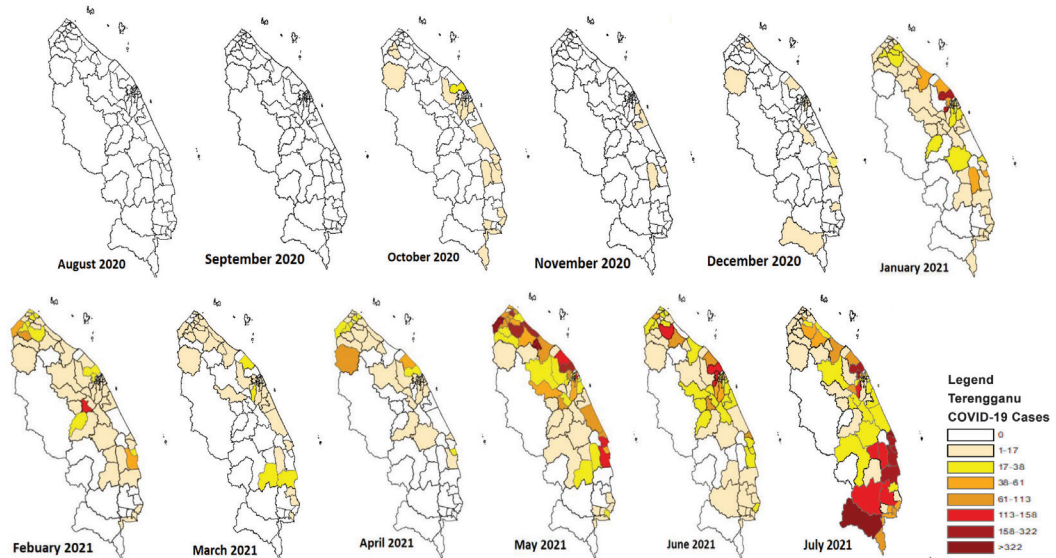 August 2020
September 2020
October 2020
November 2020
December 2020
January 2021
Febuary 2021
March 2021
April 2021
May 2021
June 2021
July 2021
Legend
Terengganu
COVID-19 Cases
0
1-17
17-38
38-61
61-113
113-158
158-322
>322